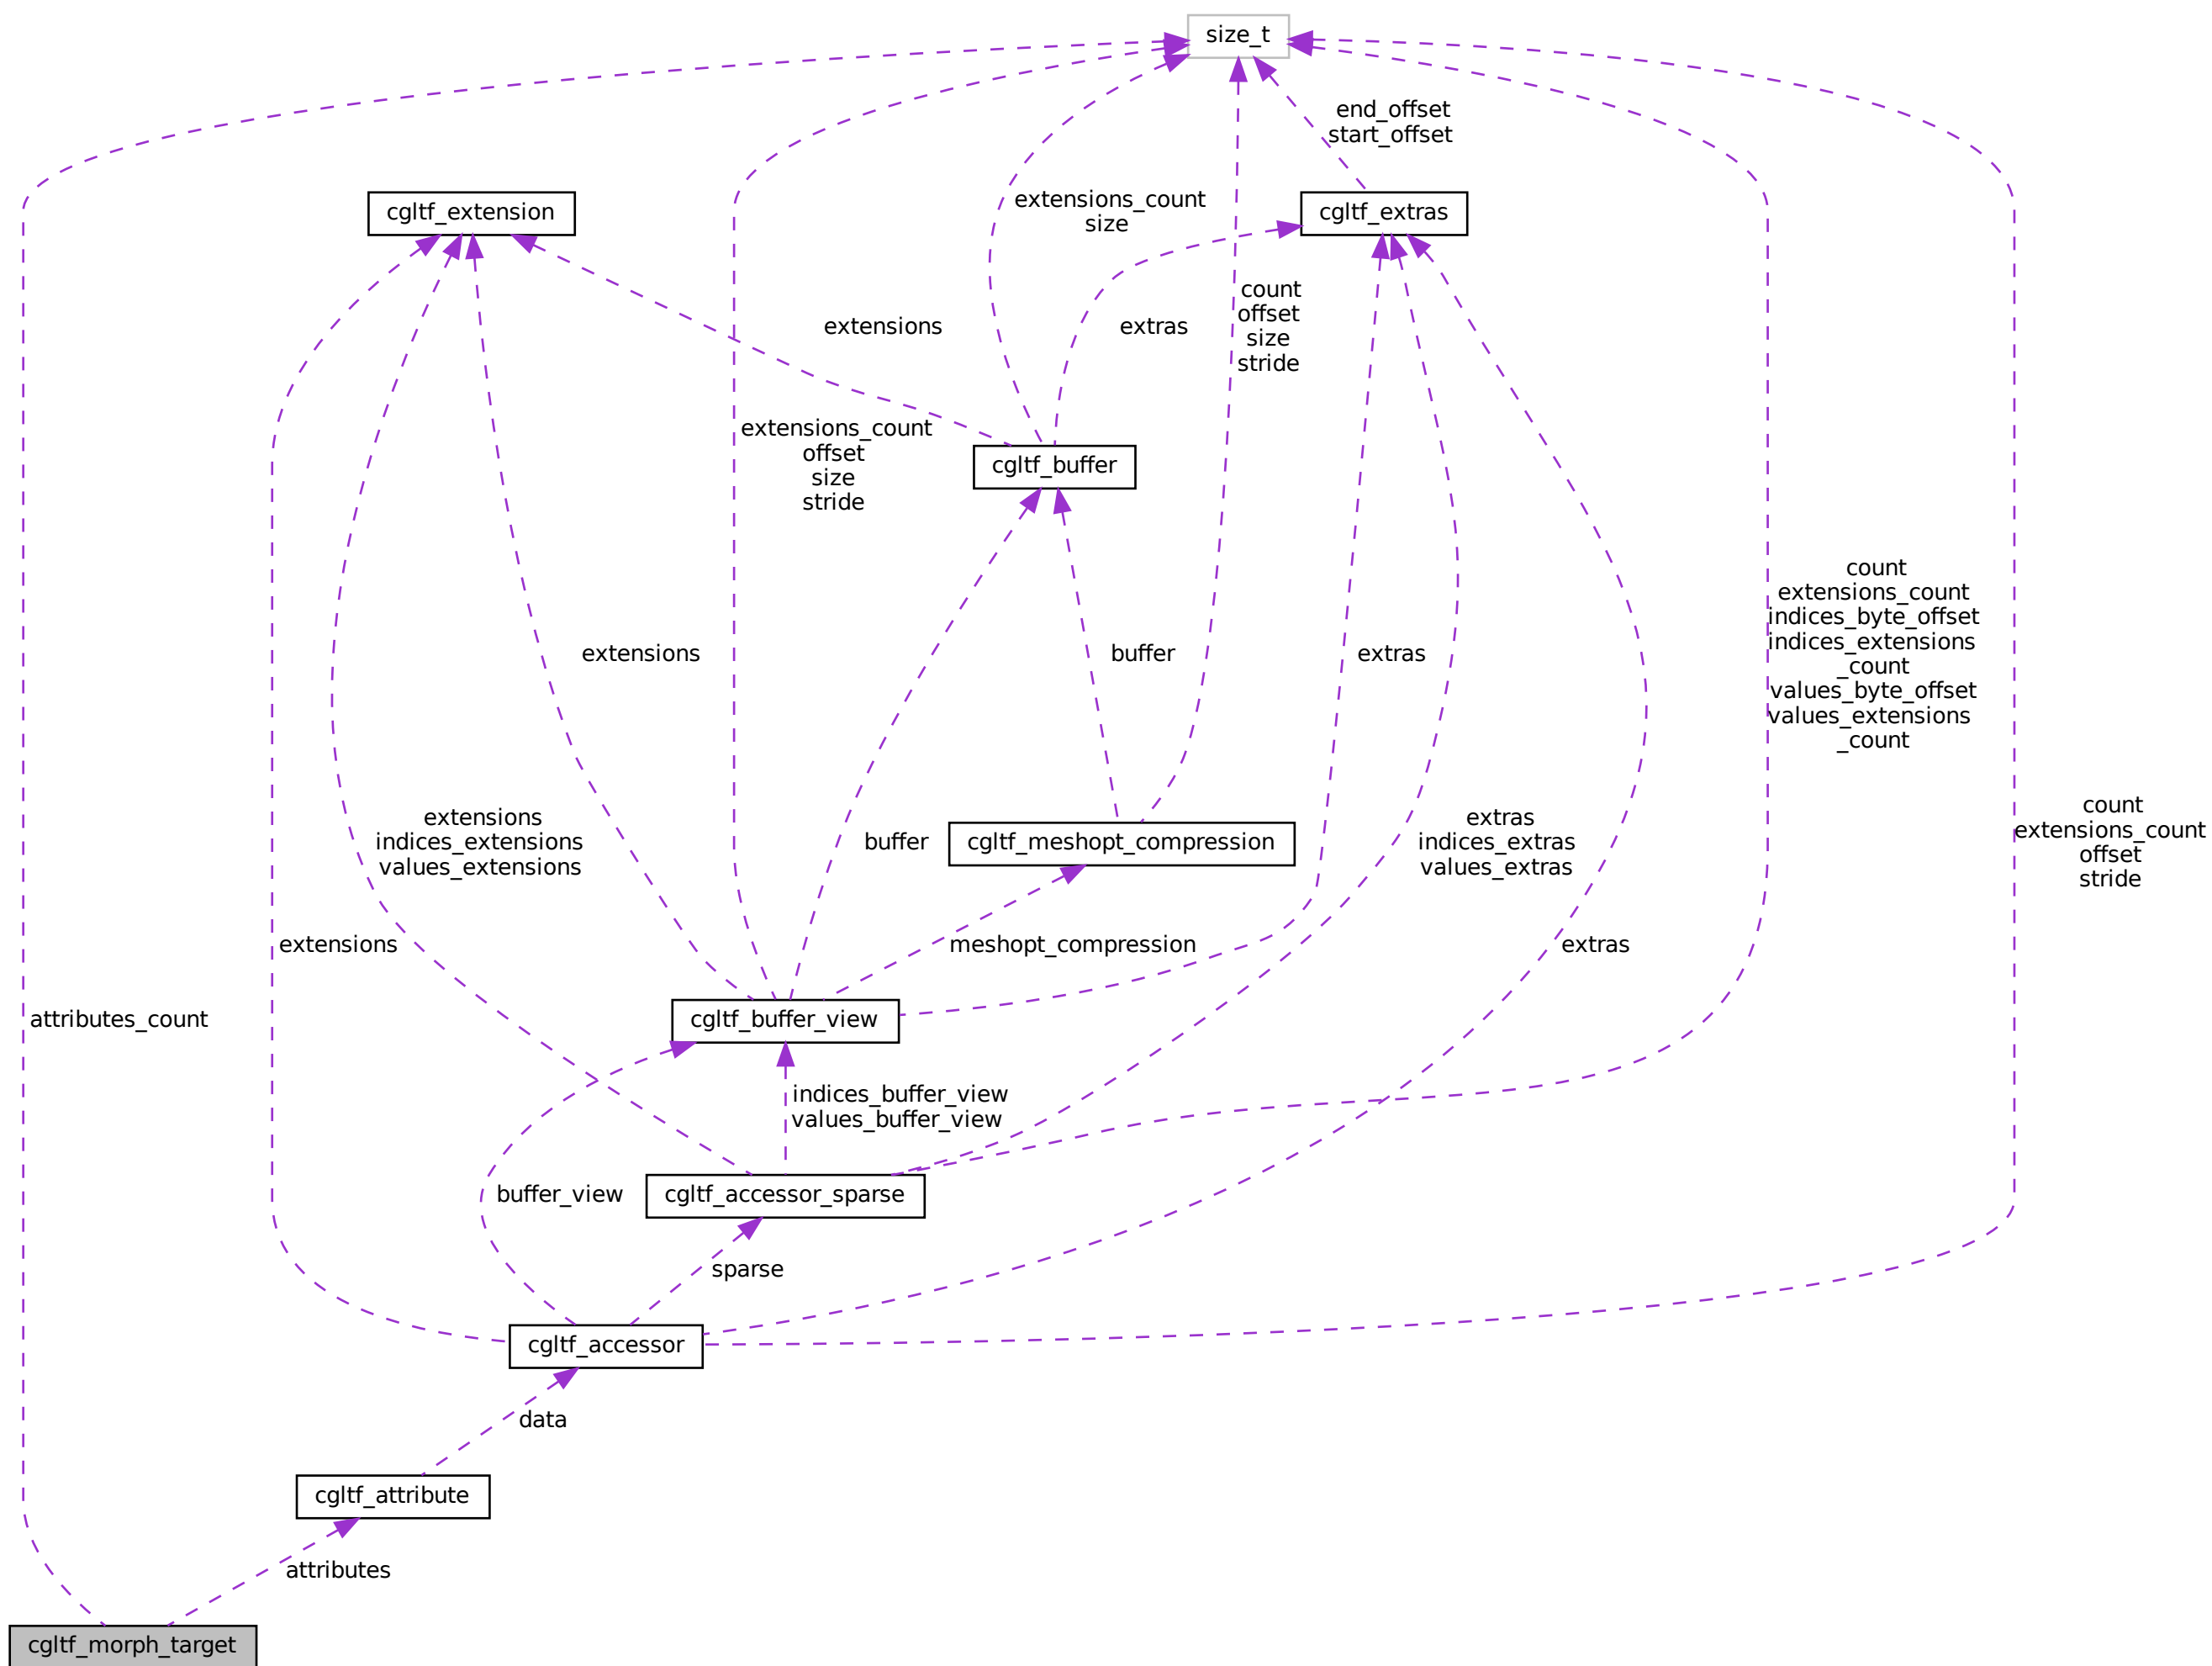 size_t
end_offset
start_offset
cgltf_extension
extensions_count
size
cgltf_extras
count
offset
size
stride
extensions
extras
extensions_count
offset
size
stride
cgltf_buffer
count
extensions_count
indices_byte_offset
indices_extensions
_count
values_byte_offset
values_extensions
_count
extensions
buffer
extras
extensions
indices_extensions
values_extensions
buffer
cgltf_meshopt_compression
extras
indices_extras
values_extras
count
extensions_count
offset
stride
extensions
meshopt_compression
extras
attributes_count
cgltf_buffer_view
indices_buffer_view
values_buffer_view
buffer_view
cgltf_accessor_sparse
sparse
cgltf_accessor
data
cgltf_attribute
attributes
cgltf_morph_target